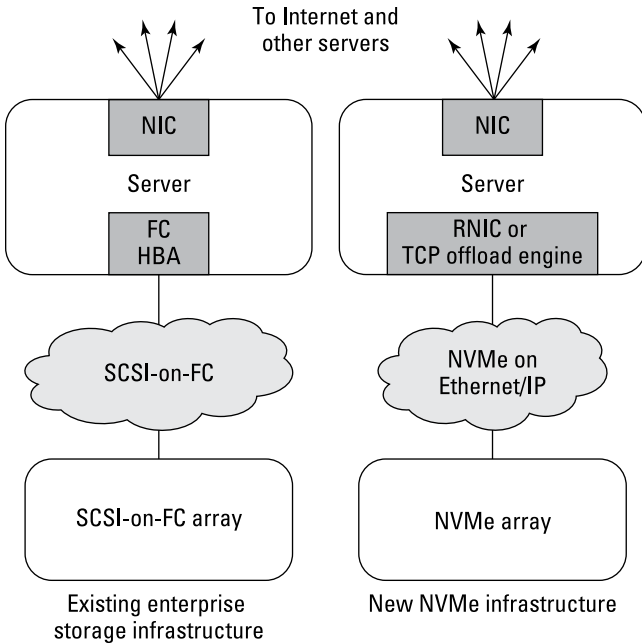 To Internet and
other servers
NIC
Server
FC
HBA
SCSI-on-FC
SCSI-on-FC array
Existing enterprise
storage infrastructure
NIC
Server
RNIC or
TCP offload engine
NVMe on
Ethernet/IP
NVMe array
New NVMe infrastructure